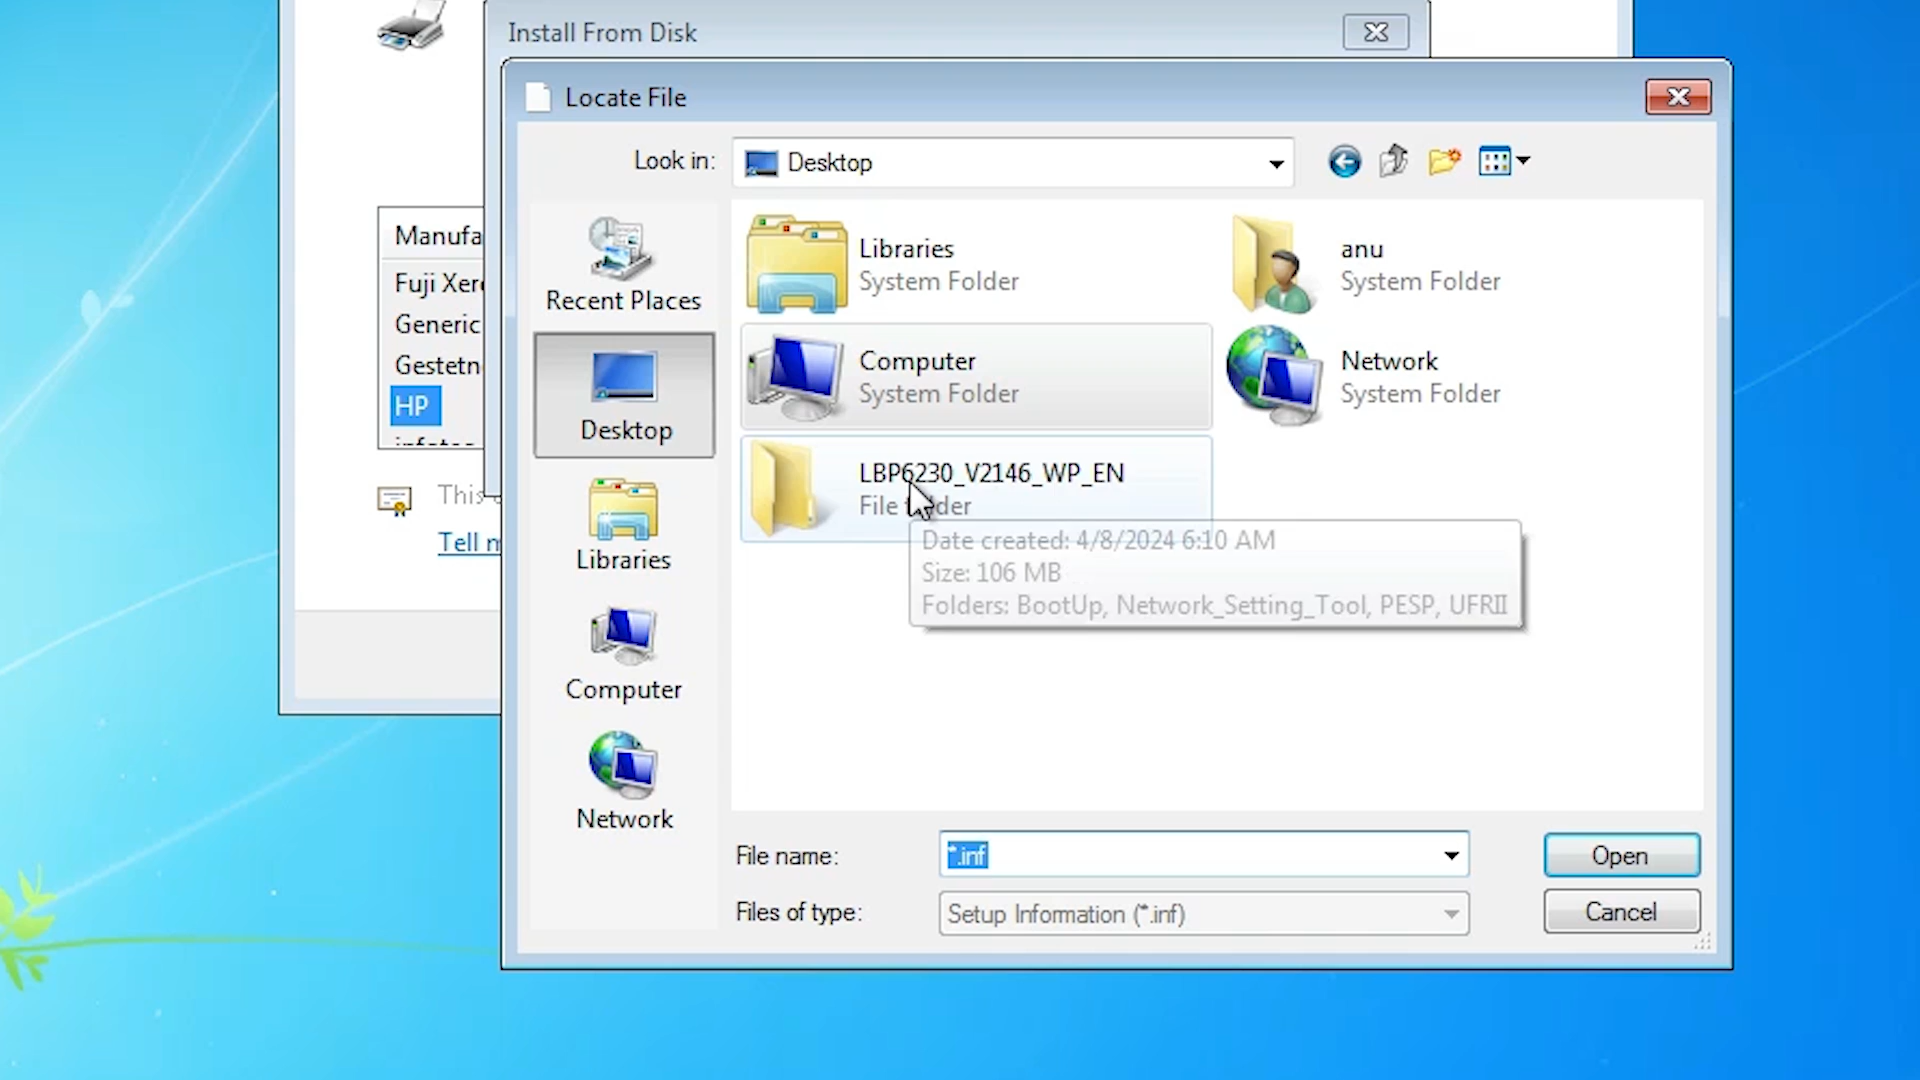 Install From Disk
Locate File
Look in:
Desktop
Recent Places
Desktop
Libraries
Computer
Network
Libraries
System Folder
anu
System Folder
Computer
System Folder
Network
System Folder
LBP6230_V2146_WP_EN
File folder
Date created: 4/8/2024 6:10 AM
Size: 106 MB
Folders: BootUp, Network_Setting_Tool, PESP, UFRII
File name:
*.inf
Open
Files of type:
Setup Information (*.inf)
Cancel
Manufa
Fuji Xer
Generic
Gestetn
HP
This
Tell